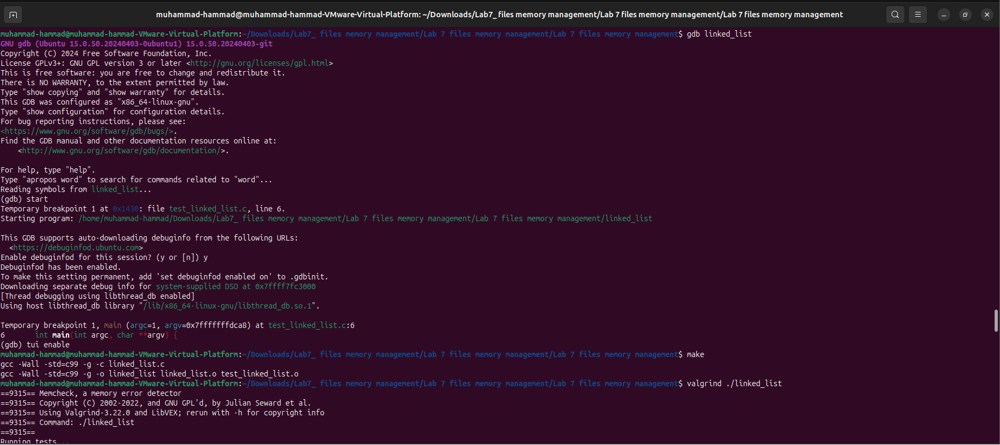 muhammad-hammad@muhammad-hammad-VMware-Virtual-Platform: ~/Downloads/Lab7_ files memory management/Lab 7 files memory management/Lab 7 files memory management
muhammad-hammad@muhammad-hammad-VMware-Virtual-Platform:~/Downloads/Lab7_ files memory management/Lab 7 files memory management/Lab 7 files memory management$ gdb linked_list
GNU gdb (Ubuntu 15.0.50.20240403-0ubuntu1) 15.0.50.20240403-git
Copyright (C) 2024 Free Software Foundation, Inc.
License GPLv3+: GNU GPL version 3 or later <http://gnu.org/licenses/gpl.html>
This is free software: you are free to change and redistribute it.
There is NO WARRANTY, to the extent permitted by law.
Type "show copying" and "show warranty" for details.
This GDB was configured as "x86_64-linux-gnu".
Type "show configuration" for configuration details.
For bug reporting instructions, please see:
<https://www.gnu.org/software/gdb/bugs/>.
Find the GDB manual and other documentation resources online at:
    <http://www.gnu.org/software/gdb/documentation/>.

For help, type "help".
Type "apropos word" to search for commands related to "word"...
Reading symbols from linked_list...
(gdb) start
Temporary breakpoint 1 at 0x1430: file test_linked_list.c, line 6.
Starting program: /home/muhammad-hammad/Downloads/Lab7_ files memory management/Lab 7 files memory management/Lab 7 files memory management/linked_list

This GDB supports auto-downloading debuginfo from the following URLs:
  <https://debuginfod.ubuntu.com>
Enable debuginfod for this session? (y or [n]) y
Debuginfod has been enabled.
To make this setting permanent, add 'set debuginfod enabled on' to .gdbinit.
Downloading separate debug info for system-supplied DSO at 0x7ffff7fc3000
[Thread debugging using libthread_db enabled]
Using host libthread_db library "/lib/x86_64-linux-gnu/libthread_db.so.1".

Temporary breakpoint 1, main (argc=1, argv=0x7fffffffdca8) at test_linked_list.c:6
6       int main(int argc, char **argv) {
(gdb) tui enable
muhammad-hammad@muhammad-hammad-VMware-Virtual-Platform:~/Downloads/Lab7_ files memory management/Lab 7 files memory management/Lab 7 files memory management$ make
gcc -Wall -std=c99 -g -c linked_list.c
gcc -Wall -std=c99 -g -o linked_list linked_list.o test_linked_list.o
muhammad-hammad@muhammad-hammad-VMware-Virtual-Platform:~/Downloads/Lab7_ files memory management/Lab 7 files memory management/Lab 7 files memory management$ valgrind ./linked_list
==9315== Memcheck, a memory error detector
==9315== Copyright (C) 2002-2022, and GNU GPL'd, by Julian Seward et al.
==9315== Using Valgrind-3.22.0 and LibVEX; rerun with -h for copyright info
==9315== Command: ./linked_list
==9315==
Running tests...